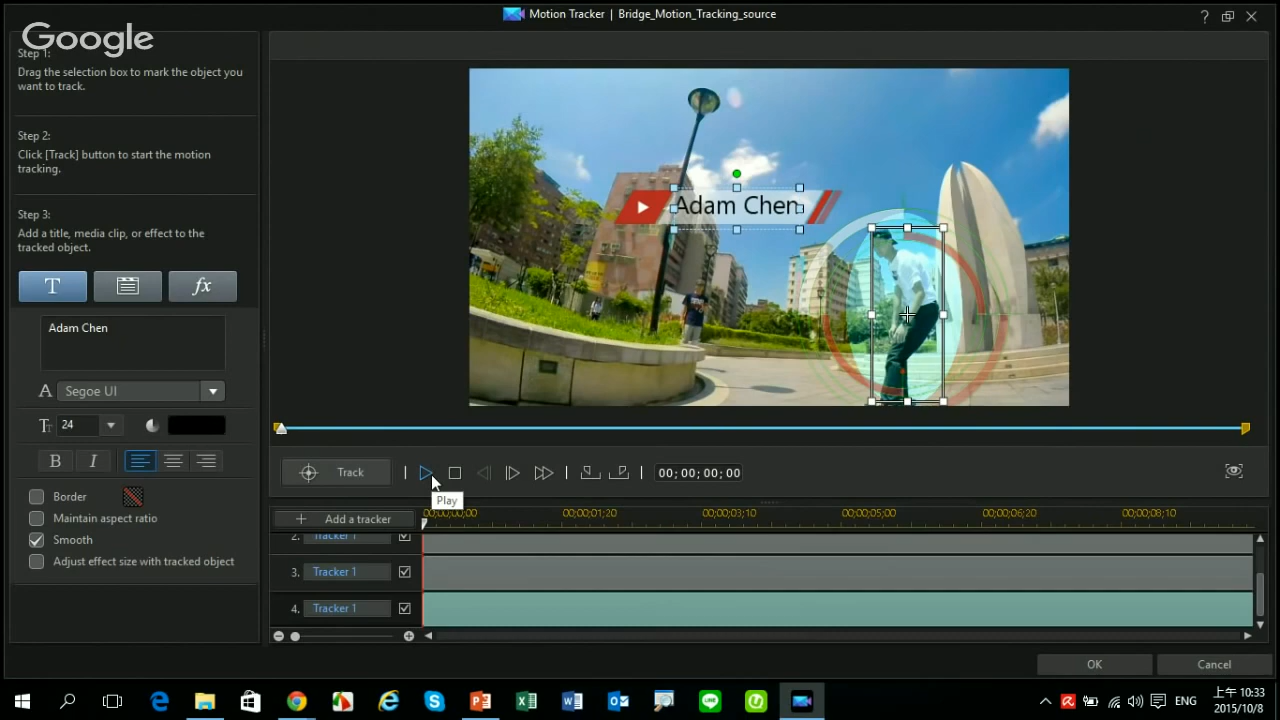 Motion Tracker | Bridge_Motion_Tracking_source
?
Google
Step 1:
Drag the selection box to mark the object you
want to track.
Step 2:
Click [Track] button to start the motion
tracking.
Step 3:
Add a title, media clip, or effect to the
tracked object.
T
fx
Adam Chen
A Segoe UI
TT 24
B I
Border
Maintain aspect ratio
Smooth
Adjust effect size with tracked object
Adam Chen
Track
00;00;00;00
Play
Add a tracker
00;00;00;00 00;00;01;20 00;00;03;10 00;00;05;00 00;00;06;20 00;00;08;10
2. Tracker 1
3. Tracker 1
4. Tracker 1
OK Cancel
ENG
上午 10:33
2015/10/8